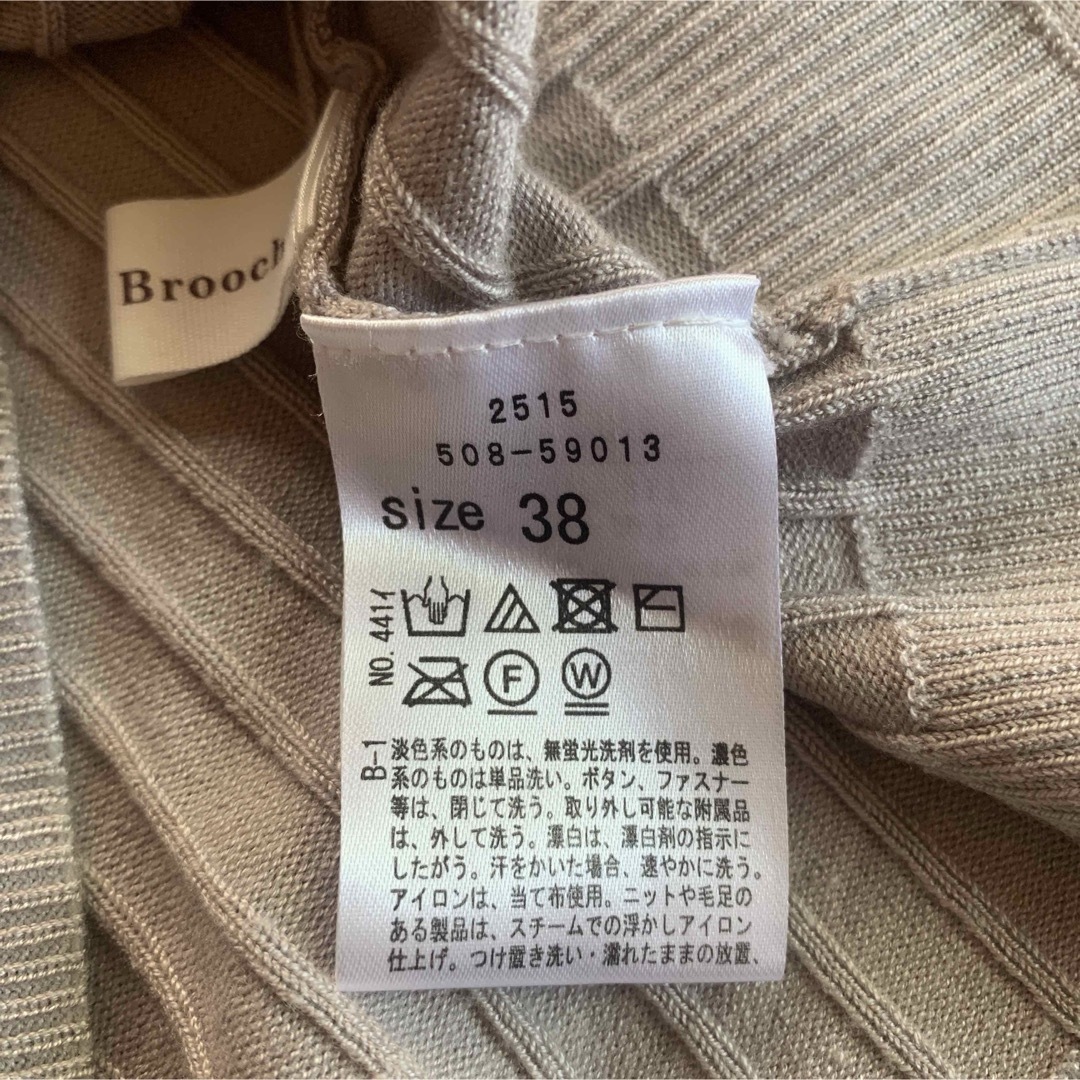 Brooch
2515
508-59013
size 38
NO. 441イ
F W
B-1
淡色系のものは、無蛍光洗剤を使用。濃色
系のものは単品洗い。ボタン、ファスナー
等は、閉じて洗う。取り外し可能な附属品
は、外して洗う。漂白は、漂白剤の指示に
したがう。汗をかいた場合、速やかに洗う。
アイロンは、当て布使用。ニットや毛足の
ある製品は、スチームでの浮かしアイロン
仕上げ。つけ置き洗い・濡れたままの放置、